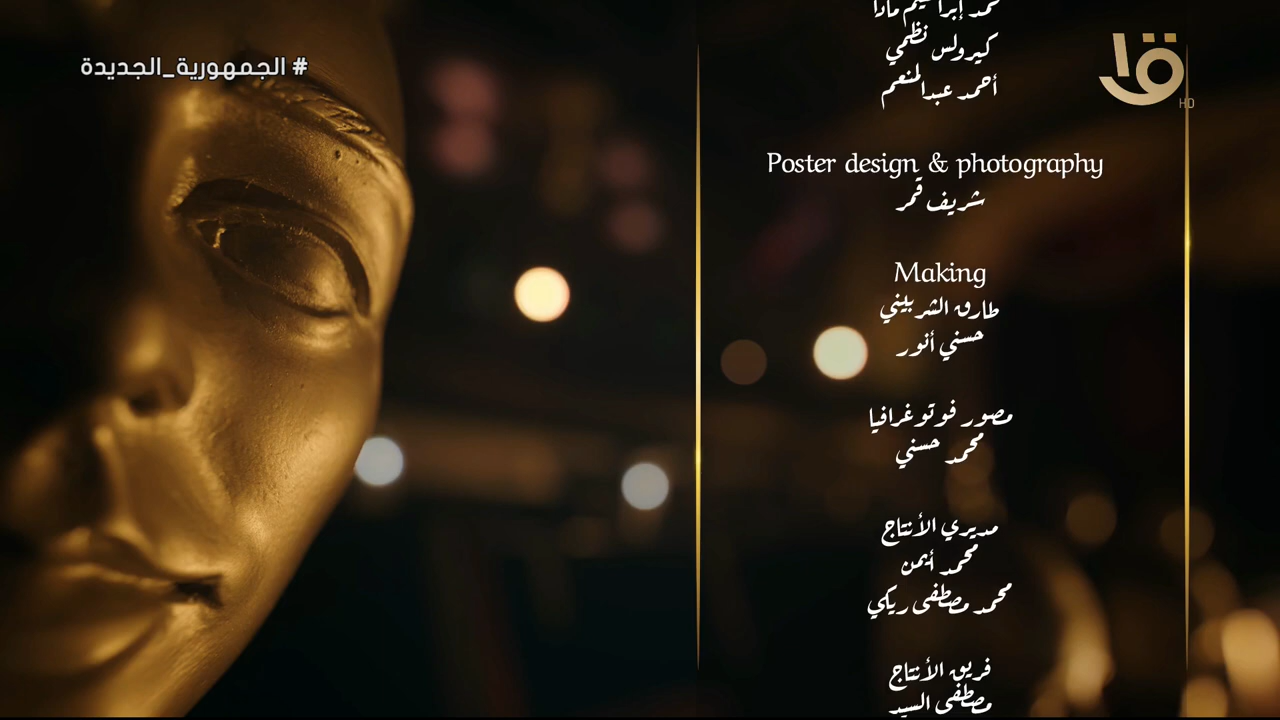 # الجمهورية_الجديدة
HD
كيرولس نظمي
أحمد عبدالمنعم
Poster design & photography
شريف قمر
Making
طارق الشربيني
حسني أنور
مصور فوتوغرافيا
محمد حسني
مديري الأنتاج
محمد أيمن
محمد مصطفى ريكي
فريق الأنتاج
مصطفى السيد